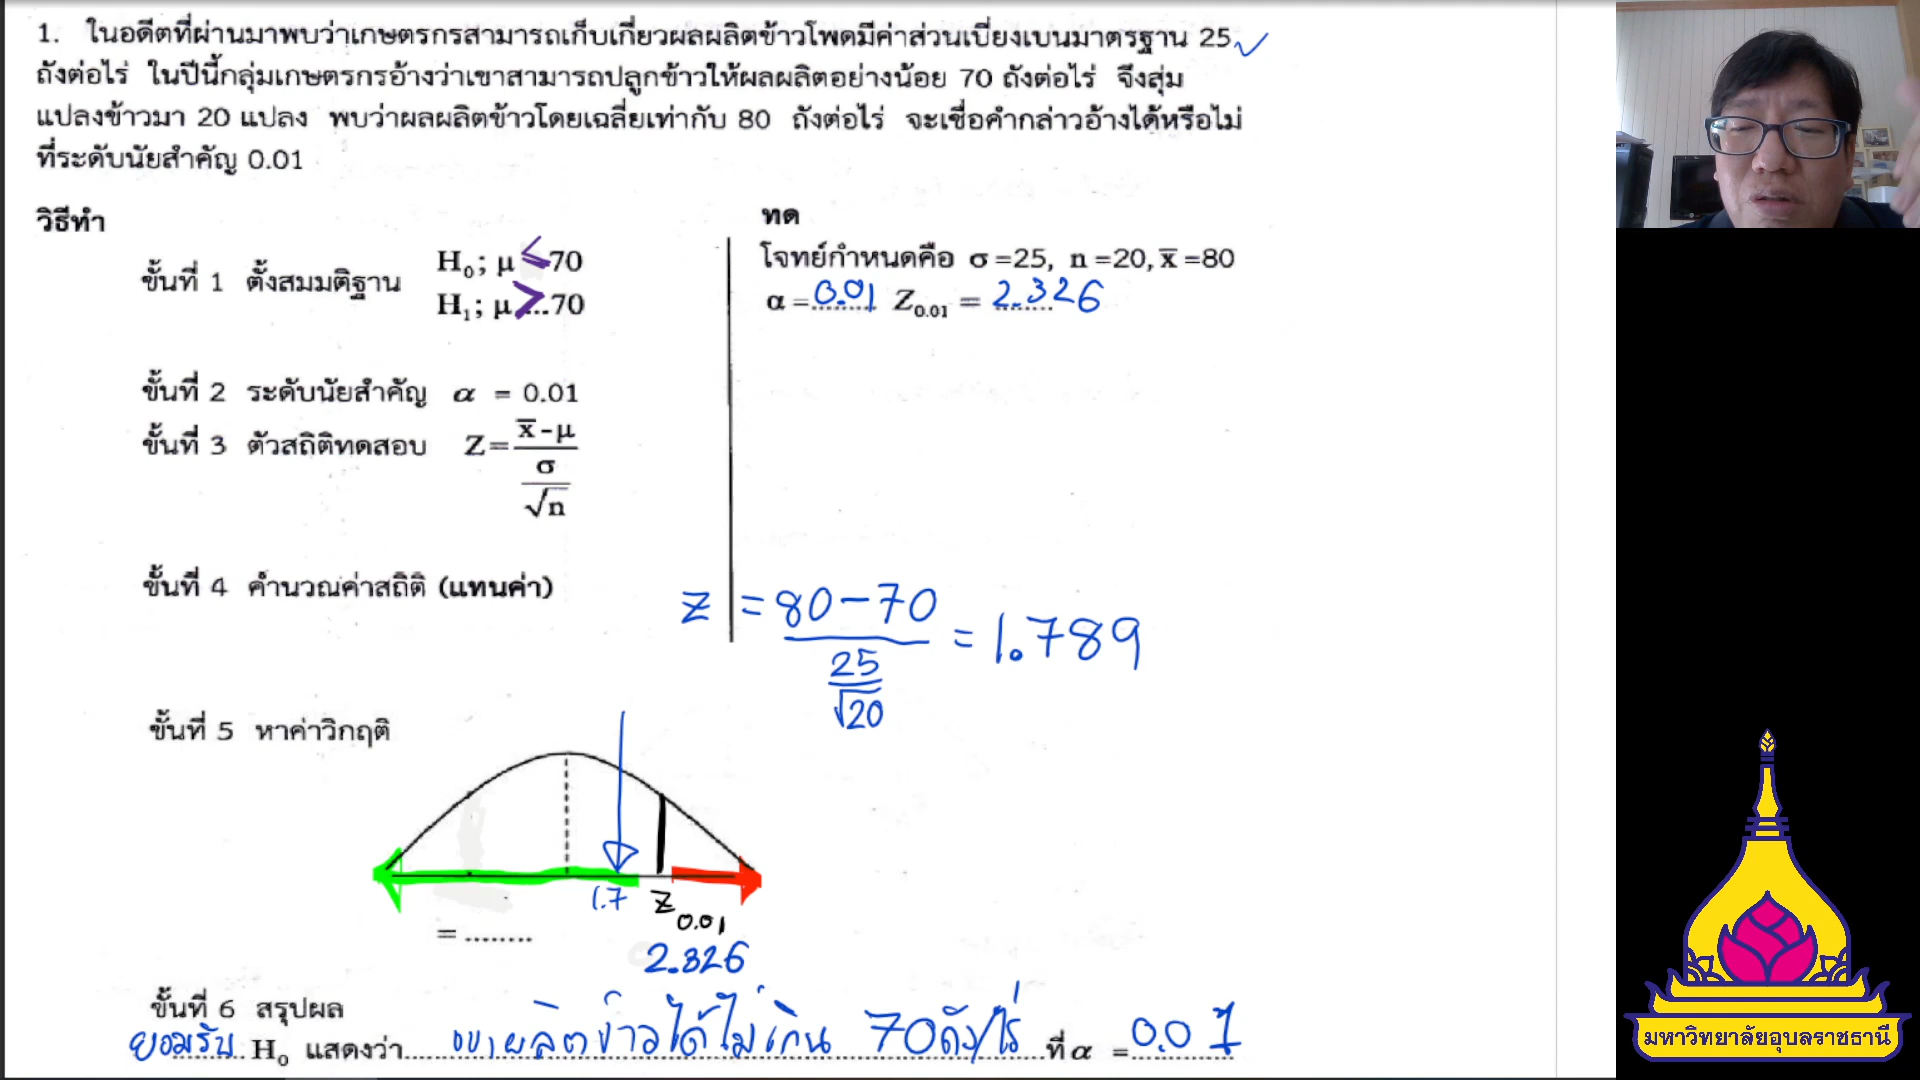 1. ในอดีตที่ผ่านมาพบว่าเกษตรกรสามารถเก็บเกี่ยวผลผลิตข้าวโพดมีค่าส่วนเบี่ยงเบนมาตรฐาน 25
ถังต่อไร่ ในปีนี้กลุ่มเกษตรกรอ้างว่าเขาสามารถปลูกข้าวให้ผลผลิตอย่างน้อย 70 ถังต่อไร่ จึงสุ่ม
แปลงข้าวมา 20 แปลง พบว่าผลผลิตข้าวโดยเฉลี่ยเท่ากับ 80 ถังต่อไร่ จะเชื่อคำกล่าวอ้างได้หรือไม่
ที่ระดับนัยสำคัญ 0.01
วิธีทำ
ขั้นที่ 1 ตั้งสมมติฐาน
H₀; μ ≤ 70
H₁; μ > ..70
ขั้นที่ 2 ระดับนัยสำคัญ α = 0.01
ขั้นที่ 3 ตัวสถิติทดสอบ Z = (x̄ - μ) / (σ / √n)
ทด
โจทย์กำหนดคือ σ =25, n =20, x̄ =80
α = 0.01 Z₀.₀₁ = 2.326
ขั้นที่ 4 คำนวณค่าสถิติ (แทนค่า)
Z = (80 - 70) / (25 / √20) = 1.789
ขั้นที่ 5 หาค่าวิกฤติ
1.7 Z₀.₀₁
= ........
2.326
ขั้นที่ 6 สรุปผล
ยอมรับ H₀ แสดงว่า ผลิตข้าวได้ไม่เกิน 70 ถัง/ไร่ ที่ α = 0.01
มหาวิทยาลัยอุบลราชธานี